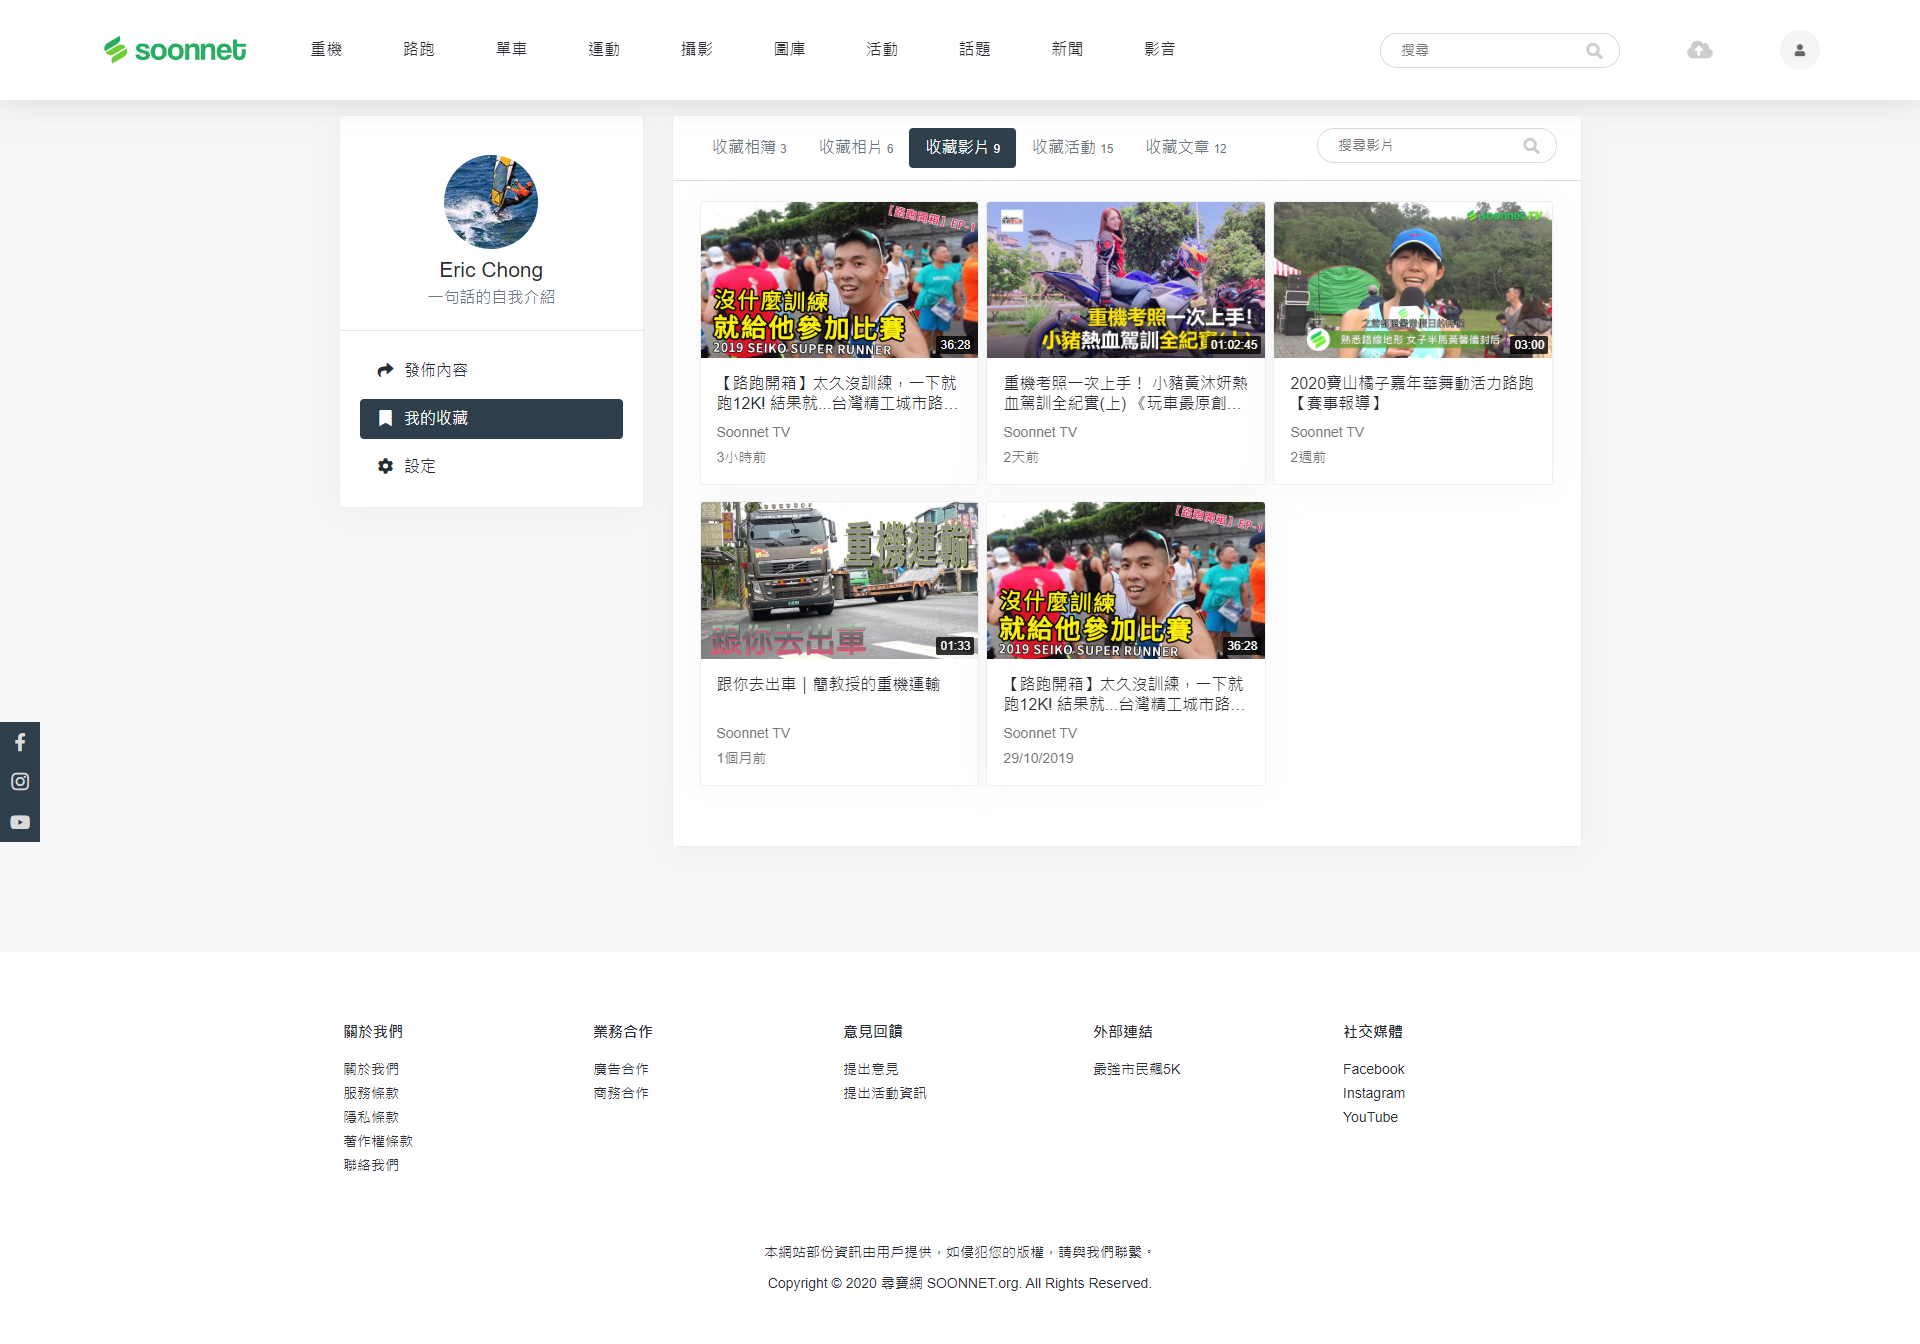 soonnet 重機 路跑 單車 運動 攝影 圖庫 活動 話題 新聞 影音 搜尋
收藏相簿 3 收藏相片 6 收藏影片 9 收藏活動 15 收藏文章 12 搜尋影片
Eric Chong
一句話的自我介紹
發佈內容
我的收藏
設定
【路跑開箱】EP-1
沒什麼訓練
就給他參加比賽
2019 SEIKO SUPER RUNNER
36:28
【路跑開箱】太久沒訓練，一下就
跑12K! 結果就...台灣精工城市路...
Soonnet TV
3小時前
重機考照一次上手!
小豬熱血駕訓全紀實
01:02:45
重機考照一次上手！ 小豬黃沐妍熱
血駕訓全紀實(上) 《玩車最原創...
Soonnet TV
2天前
soonnet TV
熟悉路線地形 女子半馬黃馨儀封后
03:00
2020寶山橘子嘉年華舞動活力路跑
【賽事報導】
Soonnet TV
2週前
重機運輸
跟你去出車
01:33
跟你去出車 | 簡教授的重機運輸
Soonnet TV
1個月前
【路跑開箱】EP-1
沒什麼訓練
就給他參加比賽
2019 SEIKO SUPER RUNNER
36:28
【路跑開箱】太久沒訓練，一下就
跑12K! 結果就...台灣精工城市路...
Soonnet TV
29/10/2019
關於我們
關於我們
服務條款
隱私條款
著作權條款
聯絡我們
業務合作
廣告合作
商務合作
意見回饋
提出意見
提出活動資訊
外部連結
最強市民飆5K
社交媒體
Facebook
Instagram
YouTube
本網站部份資訊由用戶提供，如侵犯您的版權，請與我們聯繫。
Copyright © 2020 尋寶網 SOONNET.org. All Rights Reserved.